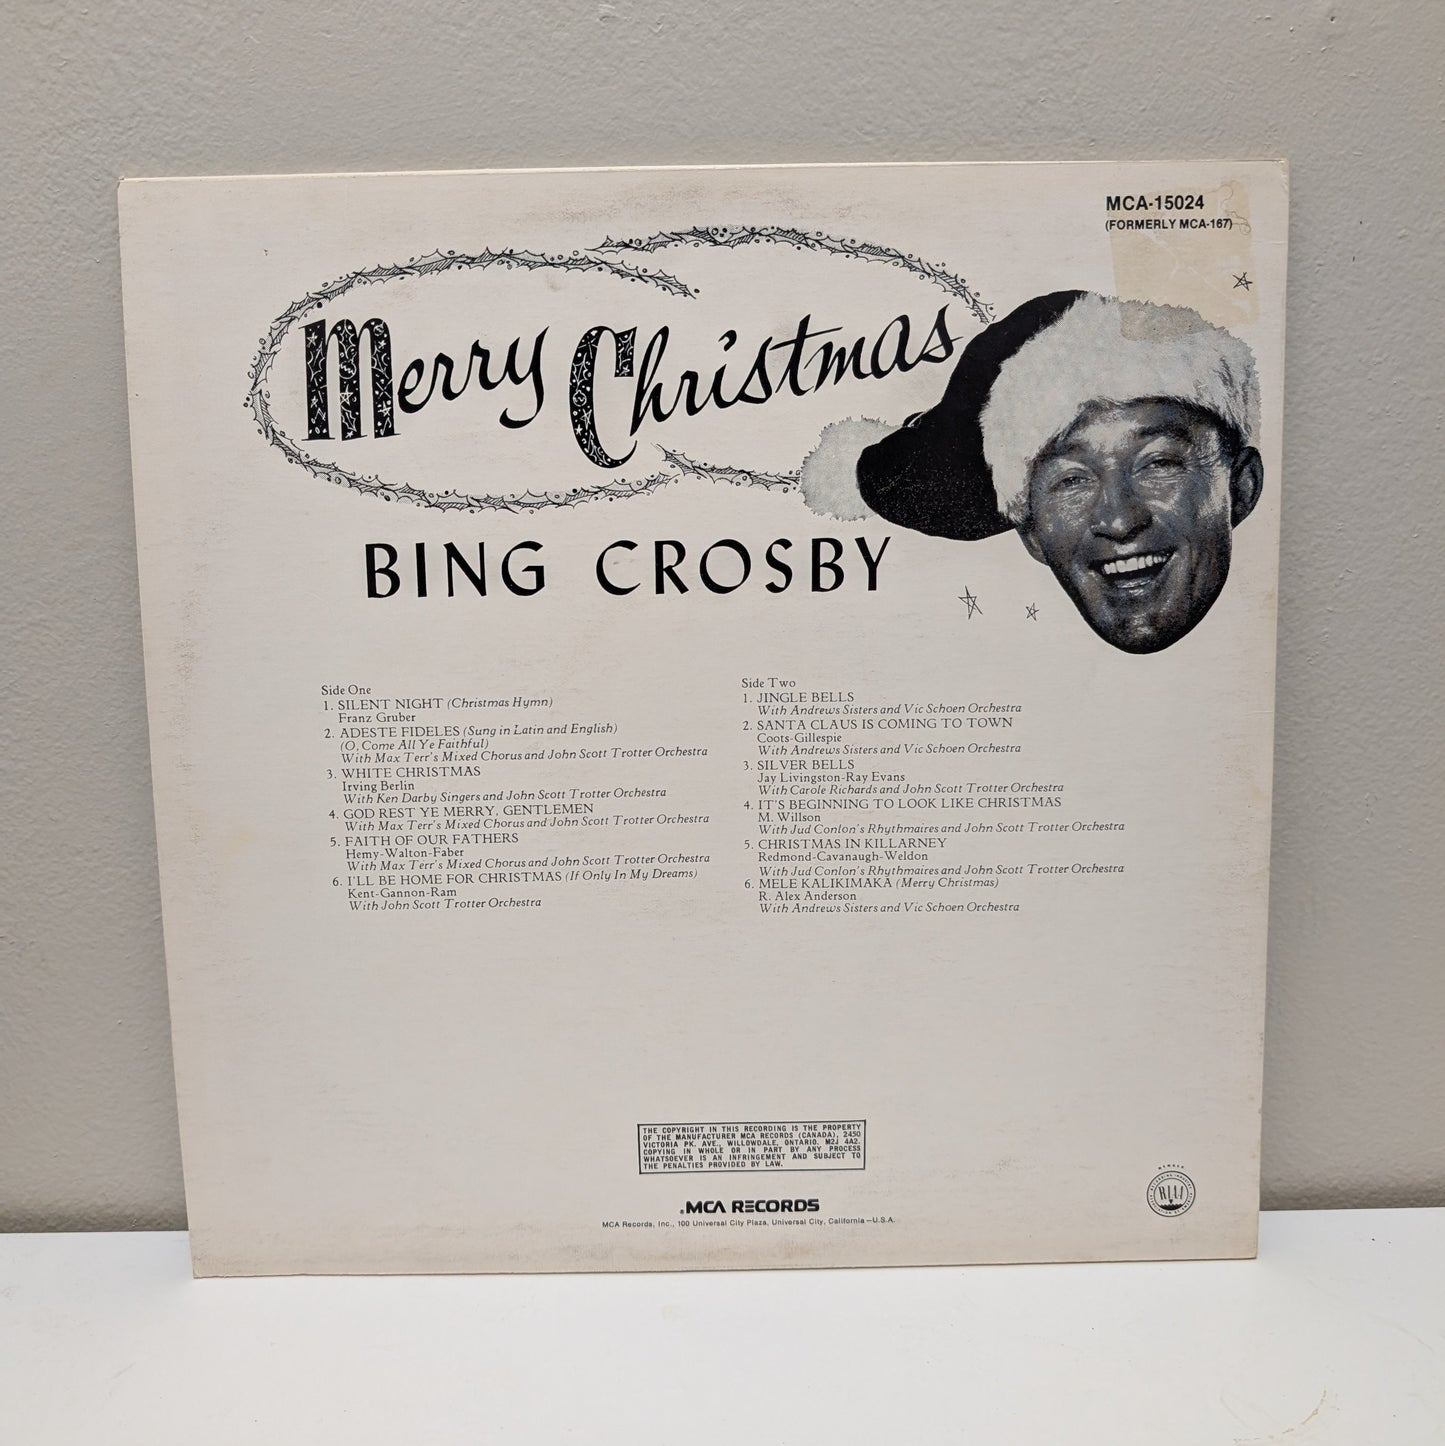 MCA-15024
(FORMERLY MCA-167)
Merry Christmas
BING CROSBY
Side One
1. SILENT NIGHT (Christmas Hymn)
Franz Gruber
2. ADESTE FIDELES (Sung in Latin and English)
(O, Come All Ye Faithful)
With Max Terr's Mixed Chorus and John Scott Trotter Orchestra
3. WHITE CHRISTMAS
Irving Berlin
With Ken Darby Singers and John Scott Trotter Orchestra
4. GOD REST YE MERRY, GENTLEMEN
With Max Terr's Mixed Chorus and John Scott Trotter Orchestra
5. FAITH OF OUR FATHERS
Hemy-Walton-Faber
With Max Terr's Mixed Chorus and John Scott Trotter Orchestra
6. I'LL BE HOME FOR CHRISTMAS (If Only In My Dreams)
Kent-Gannon-Ram
With John Scott Trotter Orchestra
Side Two
1. JINGLE BELLS
With Andrews Sisters and Vic Schoen Orchestra
2. SANTA CLAUS IS COMING TO TOWN
Coots-Gillespie
With Andrews Sisters and Vic Schoen Orchestra
3. SILVER BELLS
Jay Livingston-Ray Evans
With Carole Richards and John Scott Trotter Orchestra
4. IT'S BEGINNING TO LOOK LIKE CHRISTMAS
M. Willson
With Jud Conlon's Rhythmaires and John Scott Trotter Orchestra
5. CHRISTMAS IN KILLARNEY
Redmond-Cavanaugh-Weldon
With Jud Conlon's Rhythmaires and John Scott Trotter Orchestra
6. MELE KALIKIMAKA (Merry Christmas)
R. Alex Anderson
With Andrews Sisters and Vic Schoen Orchestra
THE COPYRIGHT IN THIS RECORDING IS THE PROPERTY
OF THE MANUFACTURER MCA RECORDS (CANADA), 2450
VICTORIA PK. AVE., WILLOWDALE, ONTARIO. M2J 4A2.
COPYING IN WHOLE OR IN PART BY ANY PROCESS
WHATSOEVER IS AN INFRINGEMENT AND SUBJECT TO
THE PENALTIES PROVIDED BY LAW.
MCA RECORDS
MCA Records, Inc., 100 Universal City Plaza, Universal City, California—U.S.A.
MEMBER
RIAA